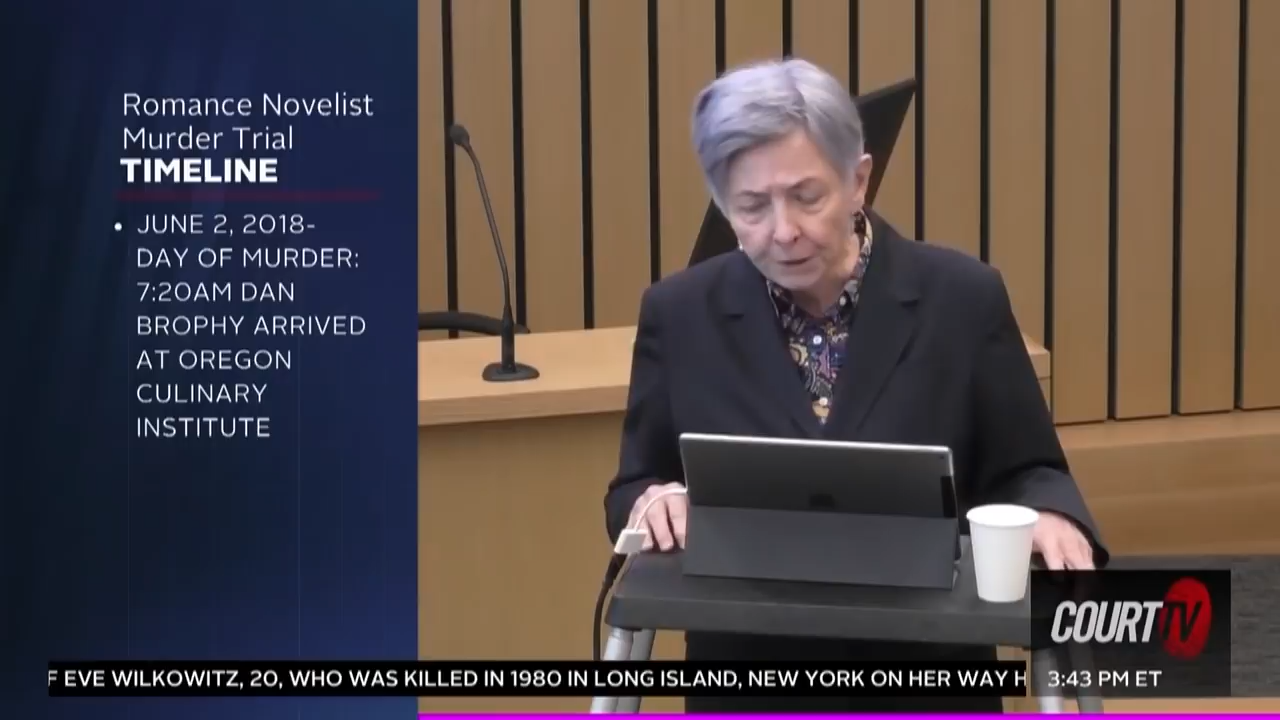 Romance Novelist
Murder Trial
TIMELINE
• JUNE 2, 2018-
DAY OF MURDER:
7:20AM DAN
BROPHY ARRIVED
AT OREGON
CULINARY
INSTITUTE
COURT TV
F EVE WILKOWITZ, 20, WHO WAS KILLED IN 1980 IN LONG ISLAND, NEW YORK ON HER WAY H
3:43 PM ET